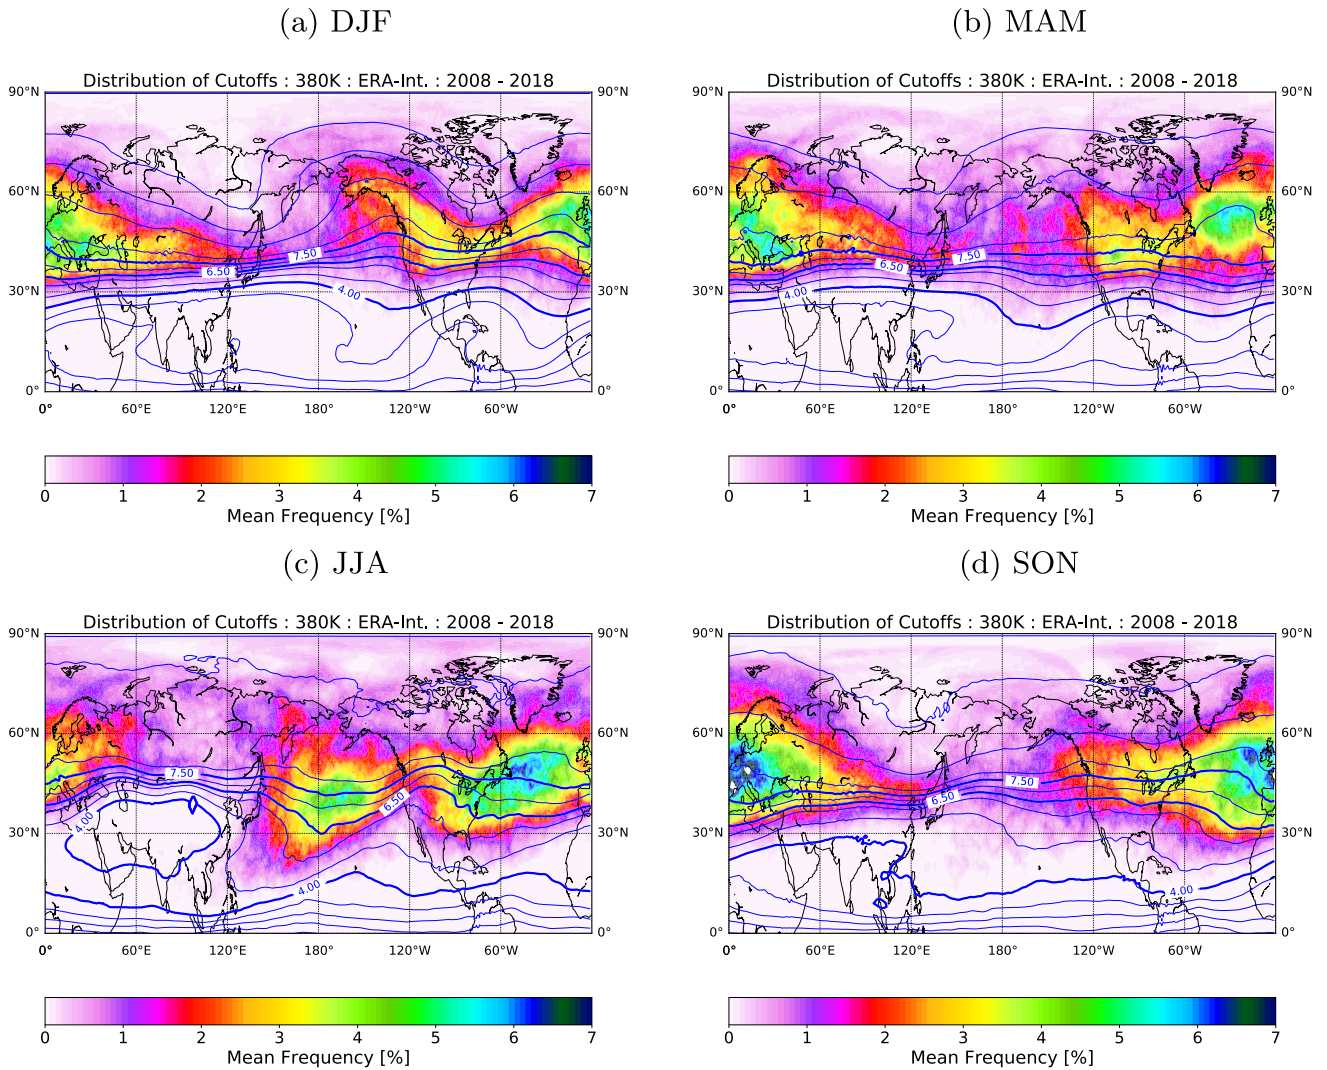 (a) DJF
Distribution of Cutoffs : 380K : ERA-Int. : 2008 - 2018
90°N 90°N
60°N 60°N
7.50
6.50
30°N 30°N
4.00
0° 0°
0° 60°E 120°E 180° 120°W 60°W
0 1 2 3 4 5 6 7
Mean Frequency [%]
(b) MAM
Distribution of Cutoffs : 380K : ERA-Int. : 2008 - 2018
90°N 90°N
60°N 60°N
7.50
6.50
30°N 30°N
4.00
0° 0°
0° 60°E 120°E 180° 120°W 60°W
0 1 2 3 4 5 6 7
Mean Frequency [%]
(c) JJA
Distribution of Cutoffs : 380K : ERA-Int. : 2008 - 2018
90°N 90°N
60°N 60°N
7.50
6.50
4.00
30°N 30°N
4.00
0° 0°
0° 60°E 120°E 180° 120°W 60°W
0 1 2 3 4 5 6 7
Mean Frequency [%]
(d) SON
Distribution of Cutoffs : 380K : ERA-Int. : 2008 - 2018
90°N 90°N
60°N 60°N
7.50
6.50
30°N 30°N
4.00
0° 0°
0° 60°E 120°E 180° 120°W 60°W
0 1 2 3 4 5 6 7
Mean Frequency [%]